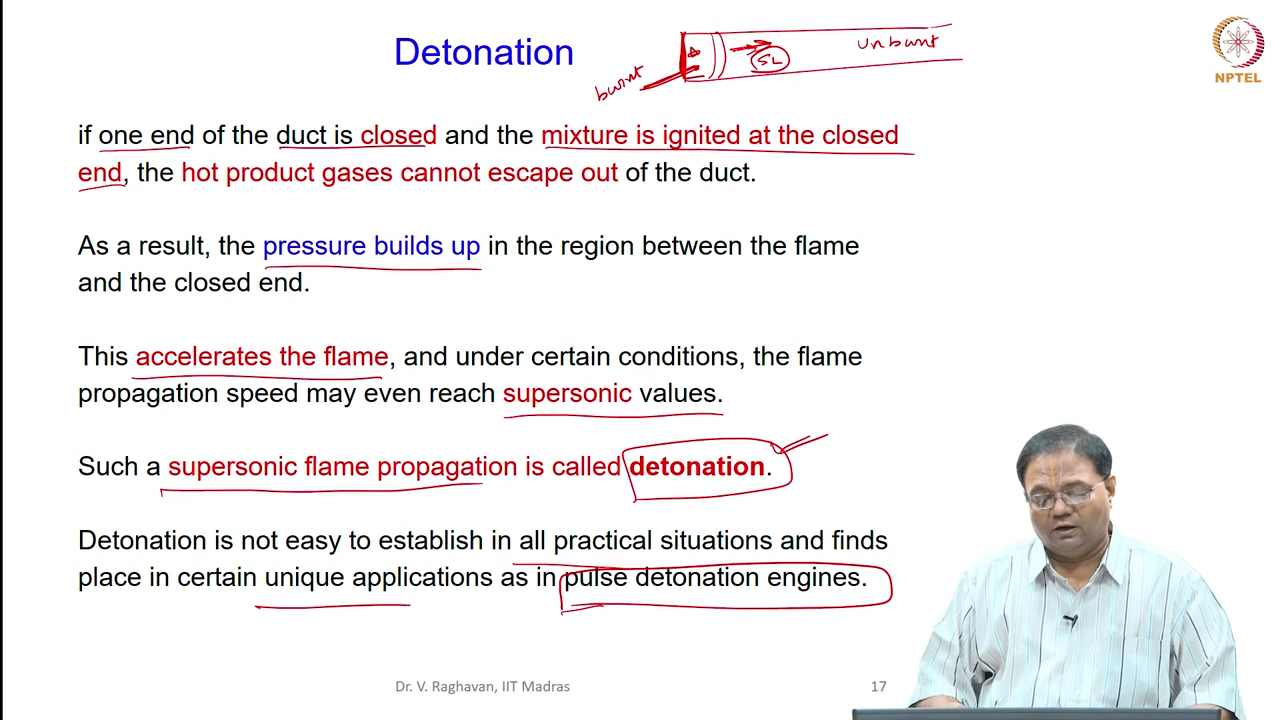 Detonation
unbunt
SL
burnt
NPTEL
if one end of the duct is closed and the mixture is ignited at the closed
end, the hot product gases cannot escape out of the duct.
As a result, the pressure builds up in the region between the flame
and the closed end.
This accelerates the flame, and under certain conditions, the flame
propagation speed may even reach supersonic values.
Such a supersonic flame propagation is called detonation.
Detonation is not easy to establish in all practical situations and finds
place in certain unique applications as in pulse detonation engines.
Dr. V. Raghavan, IIT Madras
17